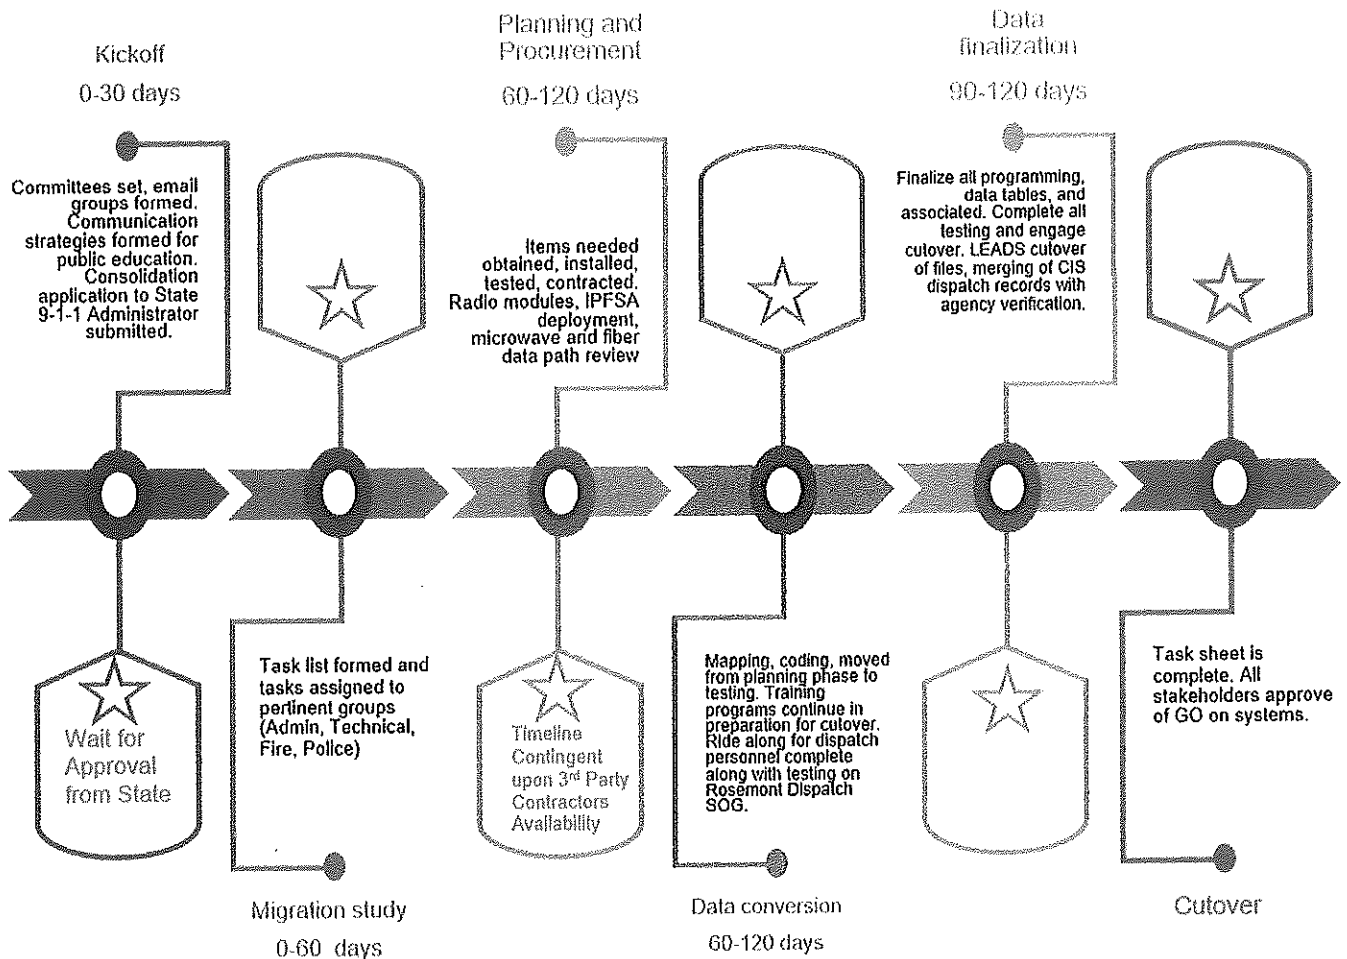 Kickoff
0-30 days
Committees set, email
groups formed.
Communication
strategies formed for
public education.
Consolidation
application to State
9-1-1 Administrator
submitted.
Wait for
Approval
from State
Task list formed and
tasks assigned to
pertinent groups
(Admin, Technical,
Fire, Police)
Migration study
0-60 days
Planning and
Procurement
60-120 days
Items needed
obtained, installed,
tested, contracted.
Radio modules, IPFSA
deployment,
microwave and fiber
data path review
Timeline
Contingent
upon 3rd Party
Contractors
Availability
Mapping, coding, moved
from planning phase to
testing. Training
programs continue in
preparation for cutover.
Ride along for dispatch
personnel complete
along with testing on
Rosemont Dispatch
SOG.
Data conversion
60-120 days
Data
finalization
90-120 days
Finalize all programming,
data tables, and
associated. Complete all
testing and engage
cutover. LEADS cutover
of files, merging of CIS
dispatch records with
agency verification.
Task sheet is
complete. All
stakeholders approve
of GO on systems.
Cutover